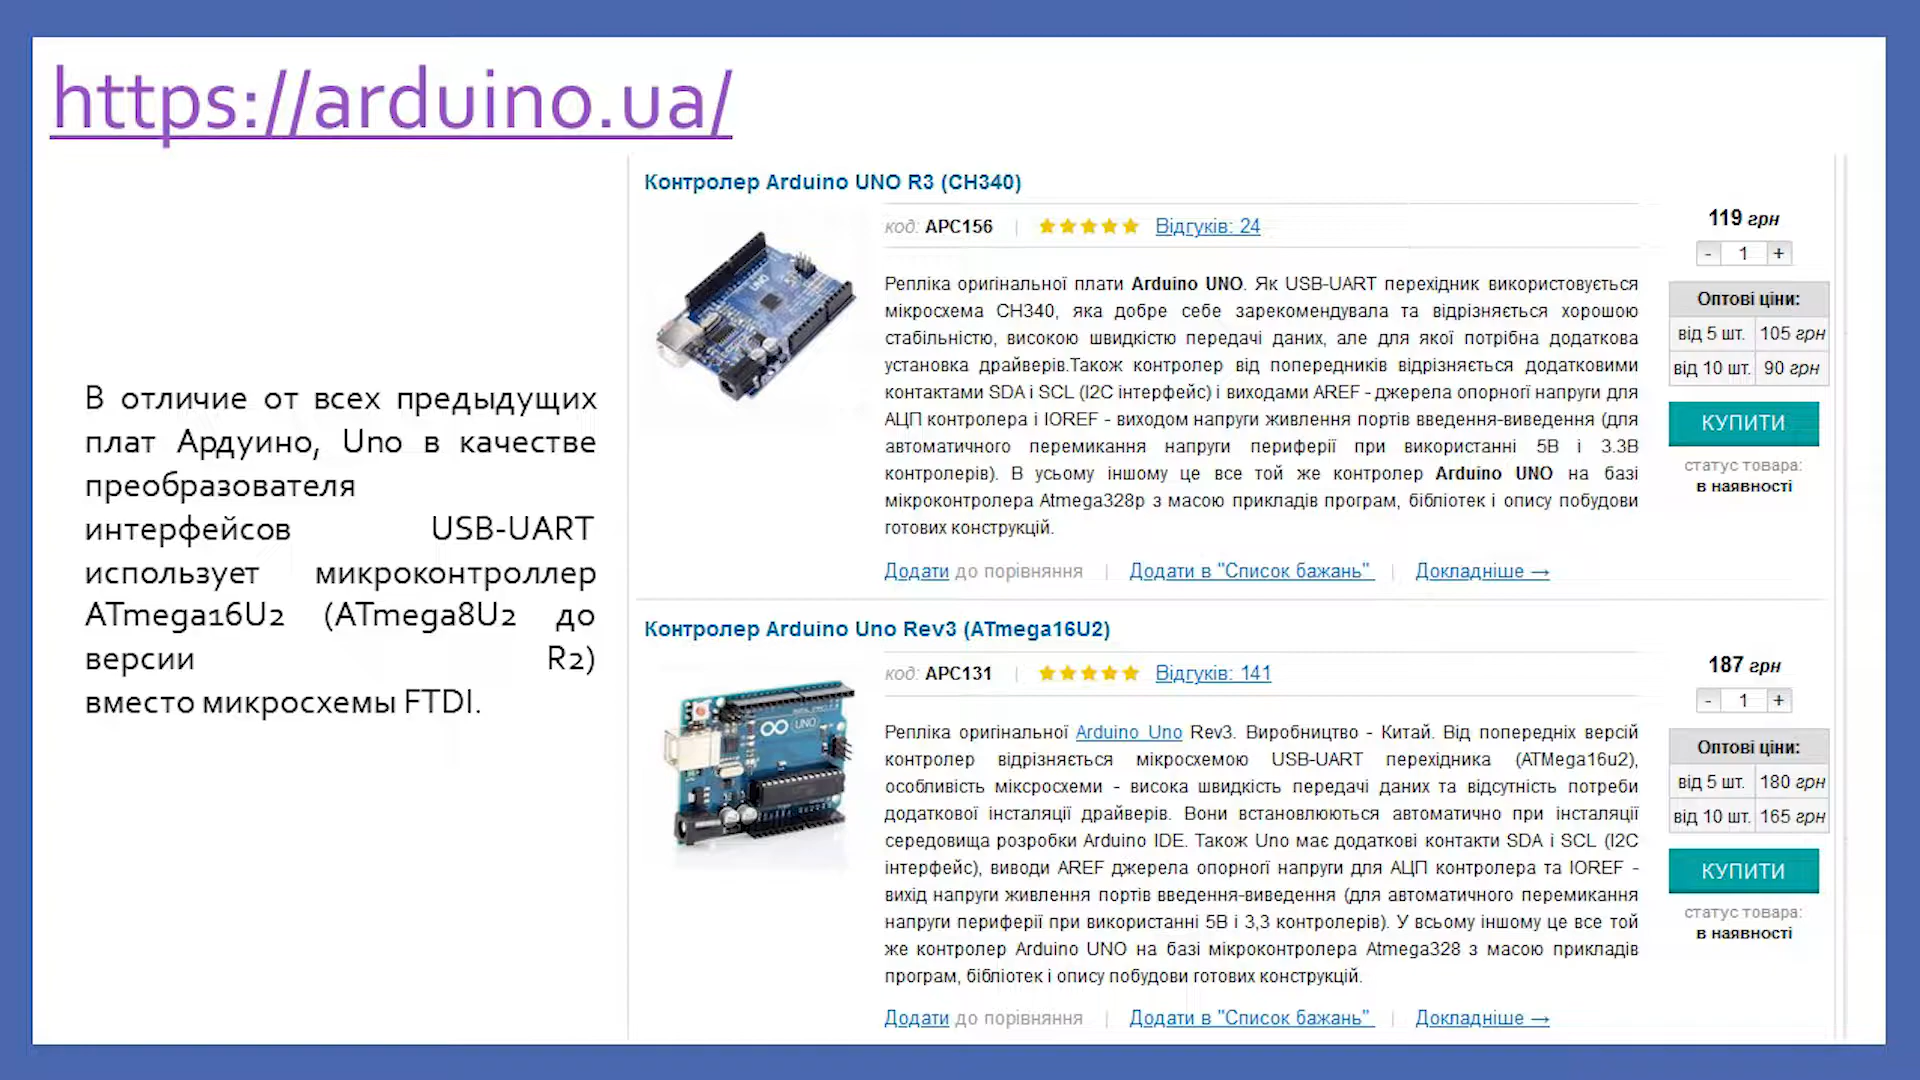 https://arduino.ua/
В отличие от всех предыдущих
плат Ардуино, Uno в качестве
преобразователя
интерфейсов USB-UART
использует микроконтроллер
ATmega16U2 (ATmega8U2 до
версии R2)
вместо микросхемы FTDI.
Контролер Arduino UNO R3 (CH340)
код: APC156 | Відгуків: 24
Репліка оригінальної плати Arduino UNO. Як USB-UART перехідник використовується
мікросхема CH340, яка добре себе зарекомендувала та відрізняється хорошою
стабільністю, високою швидкістю передачі даних, але для якої потрібна додаткова
установка драйверів.Також контролер від попередників відрізняється додатковими
контактами SDA і SCL (I2C інтерфейс) і виходами AREF - джерела опорної напруги для
АЦП контролера і IOREF - виходом напруги живлення портів введення-виведення (для
автоматичного перемикання напруги периферії при використанні 5В і 3.3В
контролерів). В усьому іншому це все той же контролер Arduino UNO на базі
мікроконтролера Atmega328p з масою прикладів програм, бібліотек і опису побудови
готових конструкцій.
Додати до порівняння | Додати в "Список бажань" | Докладніше →
119 грн
- 1 +
Оптові ціни:
від 5 шт. 105 грн
від 10 шт. 90 грн
КУПИТИ
статус товара:
в наявності
Контролер Arduino Uno Rev3 (ATmega16U2)
код: APC131 | Відгуків: 141
Репліка оригінальної Arduino Uno Rev3. Виробництво - Китай. Від попередніх версій
контролер відрізняється мікросхемою USB-UART перехідника (ATMega16u2),
особливість міксросхеми - висока швидкість передачі даних та відсутність потреби
додаткової інсталяції драйверів. Вони встановлюються автоматично при інсталяції
середовища розробки Arduino IDE. Також Uno має додаткові контакти SDA і SCL (I2C
інтерфейс), виводи AREF джерела опорної напруги для АЦП контролера та IOREF -
вихід напруги живлення портів введення-виведення (для автоматичного перемикання
напруги периферії при використанні 5В і 3,3 контролерів). У всьому іншому це все той
же контролер Arduino UNO на базі мікроконтролера Atmega328 з масою прикладів
програм, бібліотек і опису побудови готових конструкцій.
Додати до порівняння | Додати в "Список бажань" | Докладніше →
187 грн
- 1 +
Оптові ціни:
від 5 шт. 180 грн
від 10 шт. 165 грн
КУПИТИ
статус товара:
в наявності
UNO
UNO